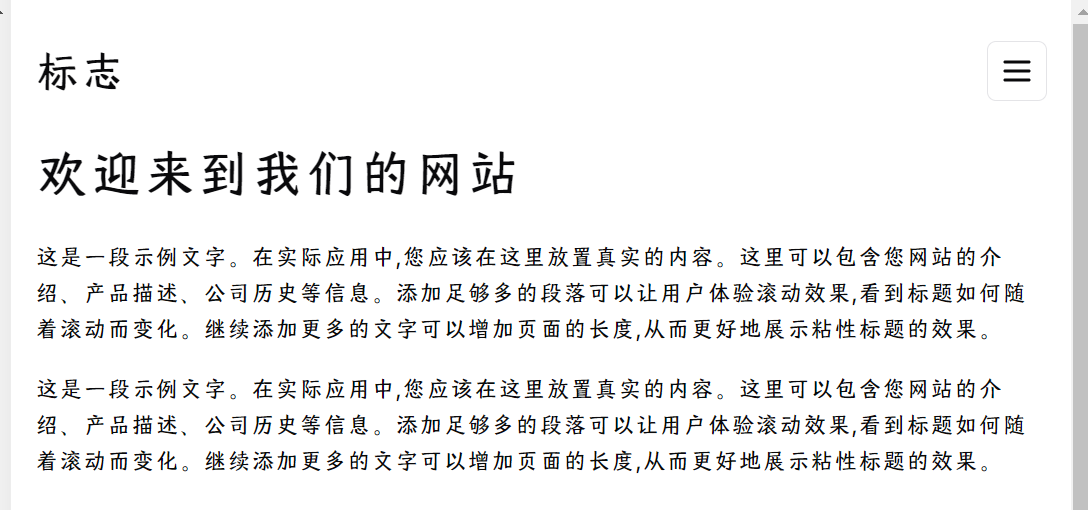 标志
欢迎来到我们的网站
这是一段示例文字。在实际应用中,您应该在这里放置真实的内容。这里可以包含您网站的介
绍、产品描述、公司历史等信息。添加足够多的段落可以让用户体验滚动效果,看到标题如何随
着滚动而变化。继续添加更多的文字可以增加页面的长度,从而更好地展示粘性标题的效果。
这是一段示例文字。在实际应用中,您应该在这里放置真实的内容。这里可以包含您网站的介
绍、产品描述、公司历史等信息。添加足够多的段落可以让用户体验滚动效果,看到标题如何随
着滚动而变化。继续添加更多的文字可以增加页面的长度,从而更好地展示粘性标题的效果。